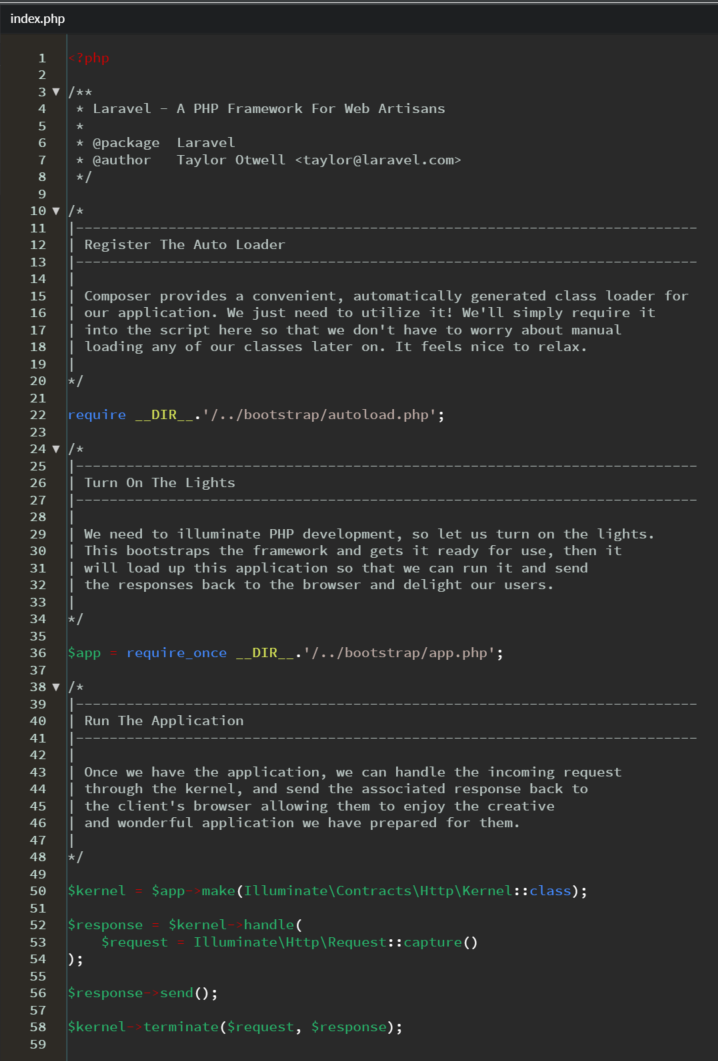 index.php
1 <?php
2
3 ▼ /**
4  * Laravel - A PHP Framework For Web Artisans
5  *
6  * @package  Laravel
7  * @author   Taylor Otwell <taylor@laravel.com>
8  */
9
10 ▼ /*
11 |--------------------------------------------------------------------------
12 | Register The Auto Loader
13 |--------------------------------------------------------------------------
14 |
15 | Composer provides a convenient, automatically generated class loader for
16 | our application. We just need to utilize it! We'll simply require it
17 | into the script here so that we don't have to worry about manual
18 | loading any of our classes later on. It feels nice to relax.
19 |
20 */
21
22 require __DIR__.'/../bootstrap/autoload.php';
23
24 ▼ /*
25 |--------------------------------------------------------------------------
26 | Turn On The Lights
27 |--------------------------------------------------------------------------
28 |
29 | We need to illuminate PHP development, so let us turn on the lights.
30 | This bootstraps the framework and gets it ready for use, then it
31 | will load up this application so that we can run it and send
32 | the responses back to the browser and delight our users.
33 |
34 */
35
36 $app = require_once __DIR__.'/../bootstrap/app.php';
37
38 ▼ /*
39 |--------------------------------------------------------------------------
40 | Run The Application
41 |--------------------------------------------------------------------------
42 |
43 | Once we have the application, we can handle the incoming request
44 | through the kernel, and send the associated response back to
45 | the client's browser allowing them to enjoy the creative
46 | and wonderful application we have prepared for them.
47 |
48 */
49
50 $kernel = $app->make(Illuminate\Contracts\Http\Kernel::class);
51
52 $response = $kernel->handle(
53     $request = Illuminate\Http\Request::capture()
54 );
55
56 $response->send();
57
58 $kernel->terminate($request, $response);
59